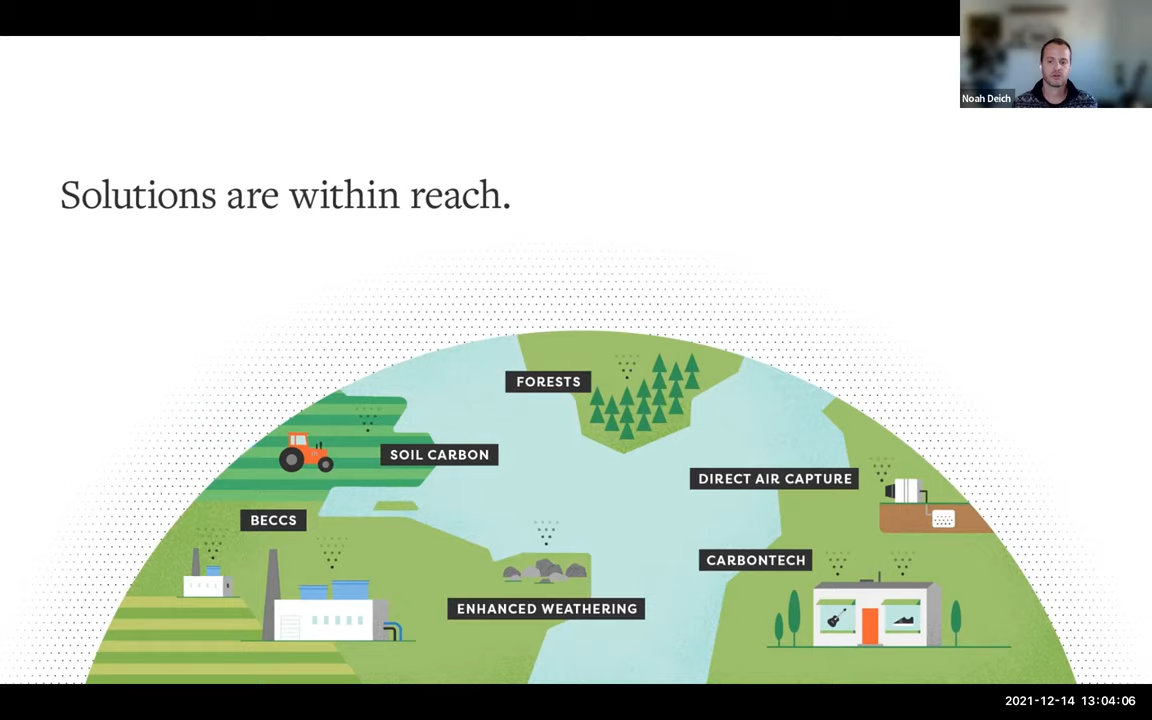 Noah Deich
Solutions are within reach.
FORESTS
SOIL CARBON
DIRECT AIR CAPTURE
BECCS
CARBONTECH
ENHANCED WEATHERING
2021-12-14 13:04:06